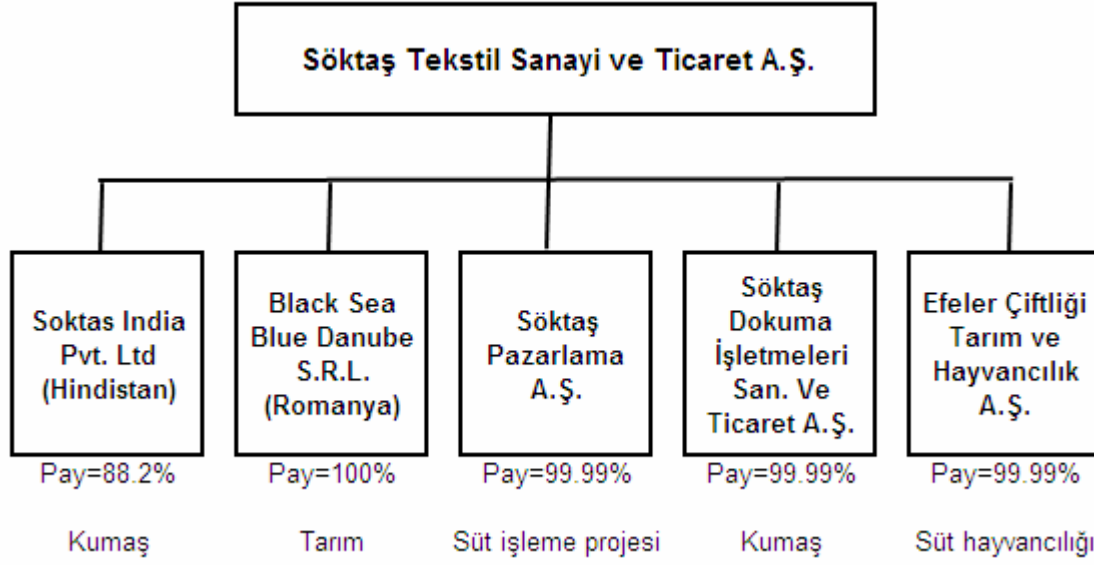 Söktaş Tekstil Sanayi ve Ticaret A.Ş.
Soktas India
Pvt. Ltd
(Hindistan)
Pay=88.2%
Kumaş
Black Sea
Blue Danube
S.R.L.
(Romanya)
Pay=100%
Tarım
Söktaş
Pazarlama
A.Ş.
Pay=99.99%
Süt işleme projesi
Söktaş
Dokuma
İşletmeleri
San. Ve
Ticaret A.Ş.
Pay=99.99%
Kumaş
Efeler Çiftliği
Tarım ve
Hayvancılık
A.Ş.
Pay=99.99%
Süt hayvancılığı